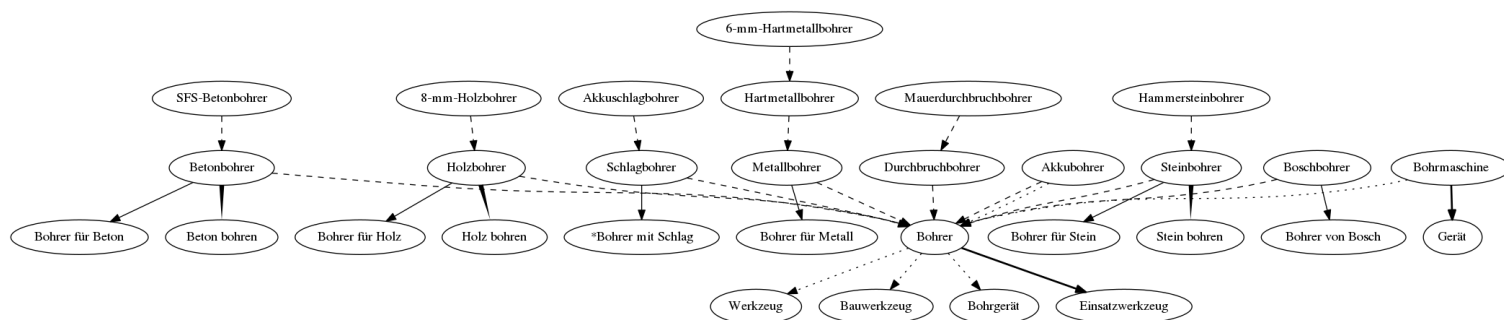 6-mm-Hartmetallbohrer
SFS-Betonbohrer
8-mm-Holzbohrer
Akkuschlagbohrer
Hartmetallbohrer
Mauerdurchbruchbohrer
Hammersteinbohrer
Betonbohrer
Holzbohrer
Schlagbohrer
Metallbohrer
Durchbruchbohrer
Akkubohrer
Steinbohrer
Boschbohrer
Bohrmaschine
Bohrer für Beton
Beton bohren
Bohrer für Holz
Holz bohren
*Bohrer mit Schlag
Bohrer für Metall
Bohrer
Bohrer für Stein
Stein bohren
Bohrer von Bosch
Gerät
Werkzeug
Bauwerkzeug
Bohrgerät
Einsatzwerkzeug